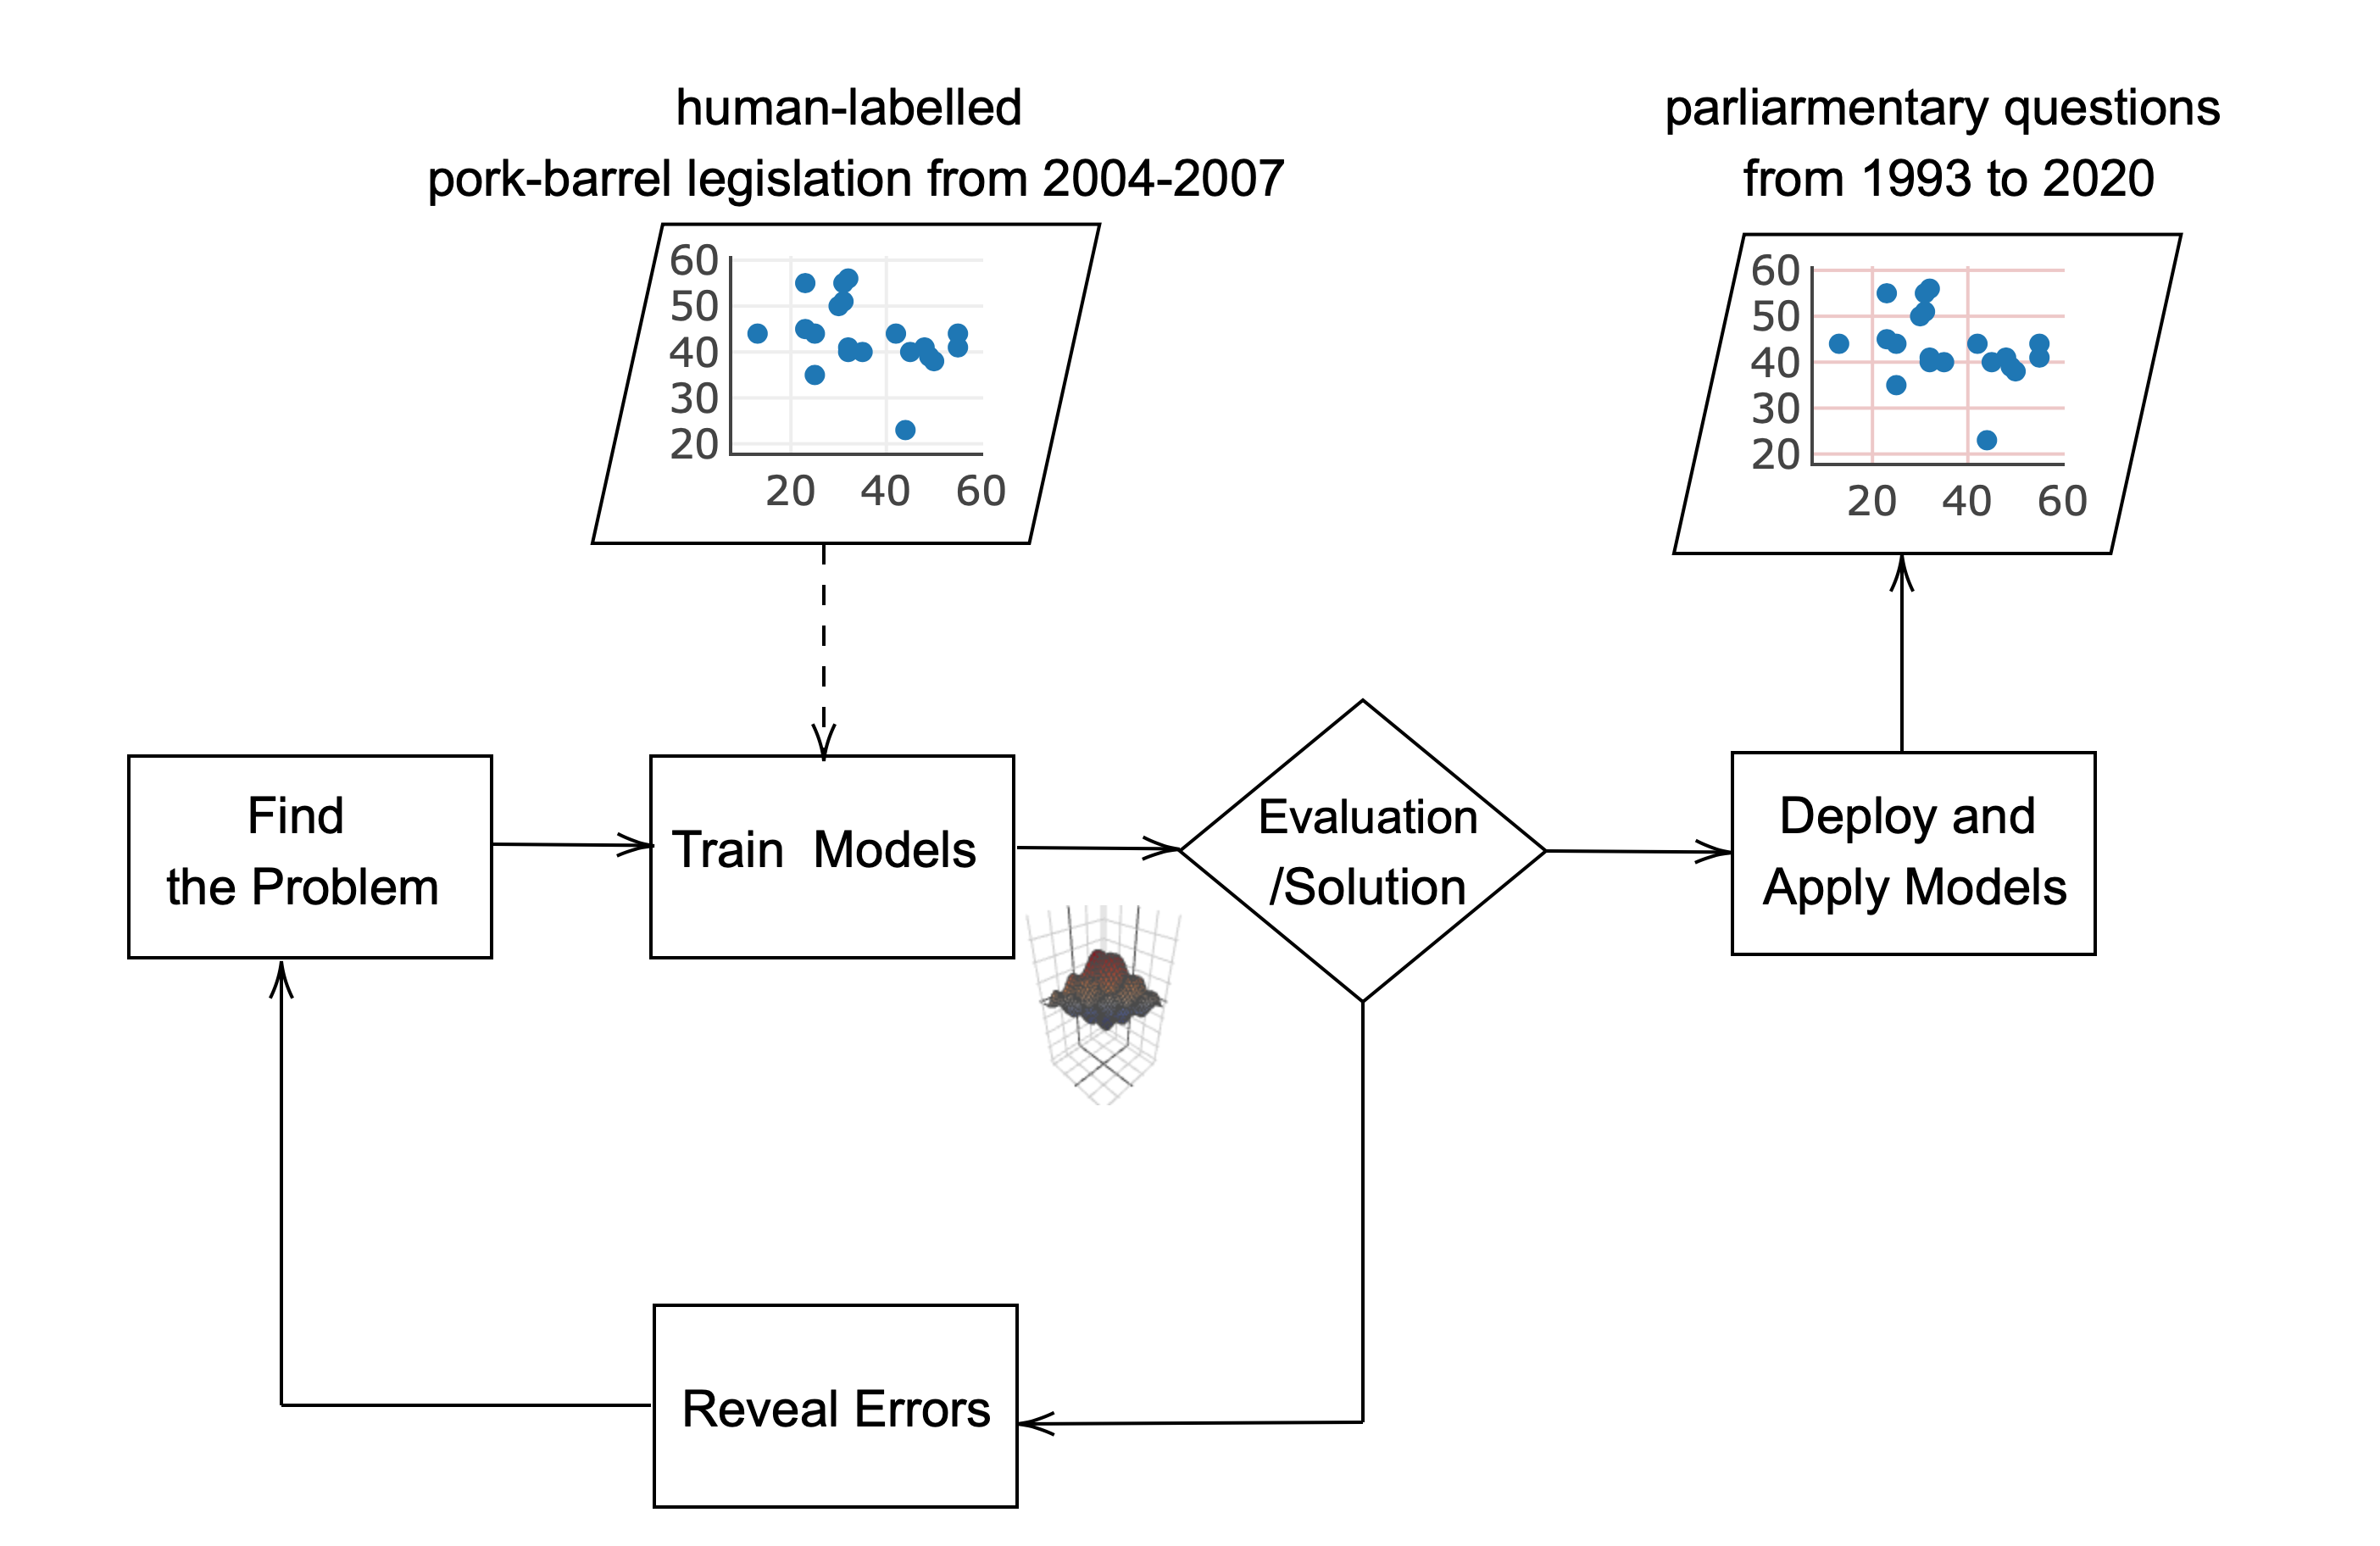 human-labelled
pork-barrel legislation from 2004-2007
parliarmentary questions
from 1993 to 2020
60
50
40
30
20
20 40 60
60
50
40
30
20
20 40 60
Find
the Problem
Train Models
Evaluation
/Solution
Deploy and
Apply Models
Reveal Errors